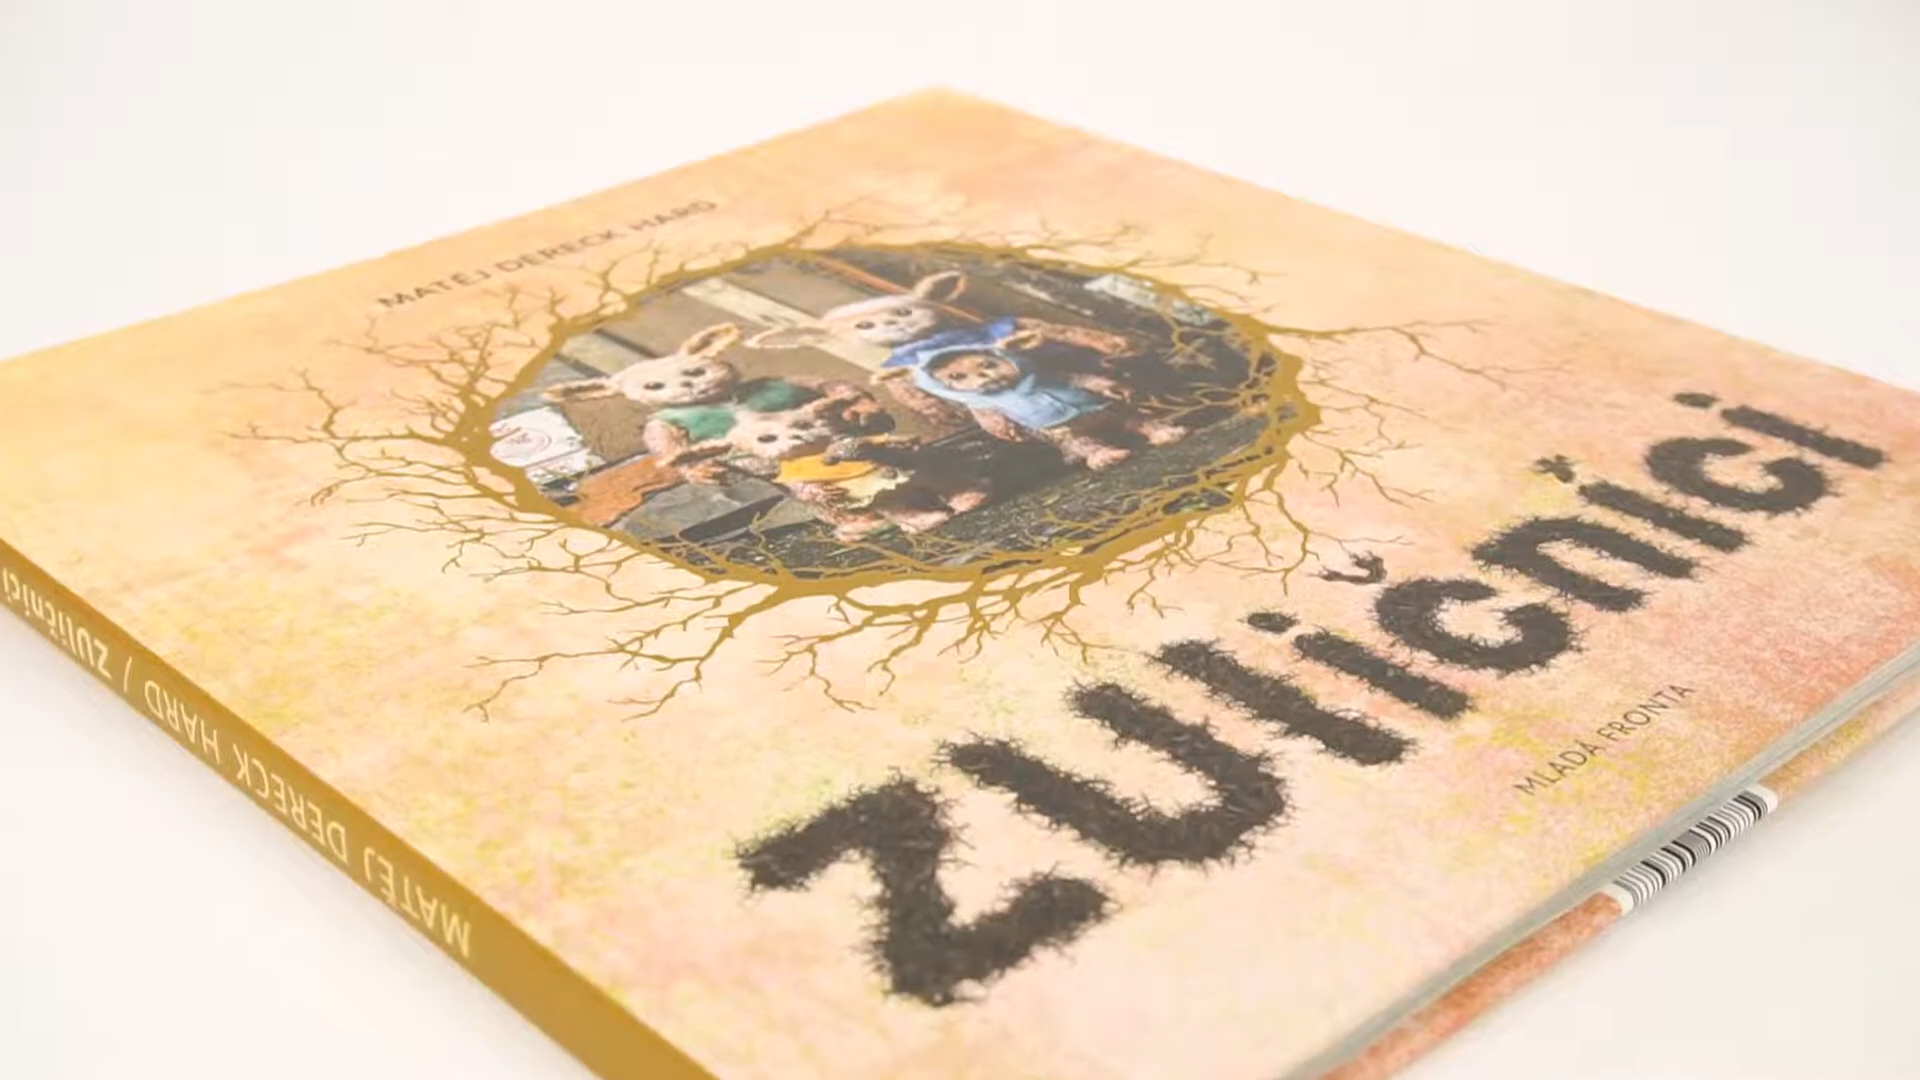 MATĚJ DERECK HARD
zuličníci
MLADÁ FRONTA
MATĚJ DERECK HARD / zuličníci